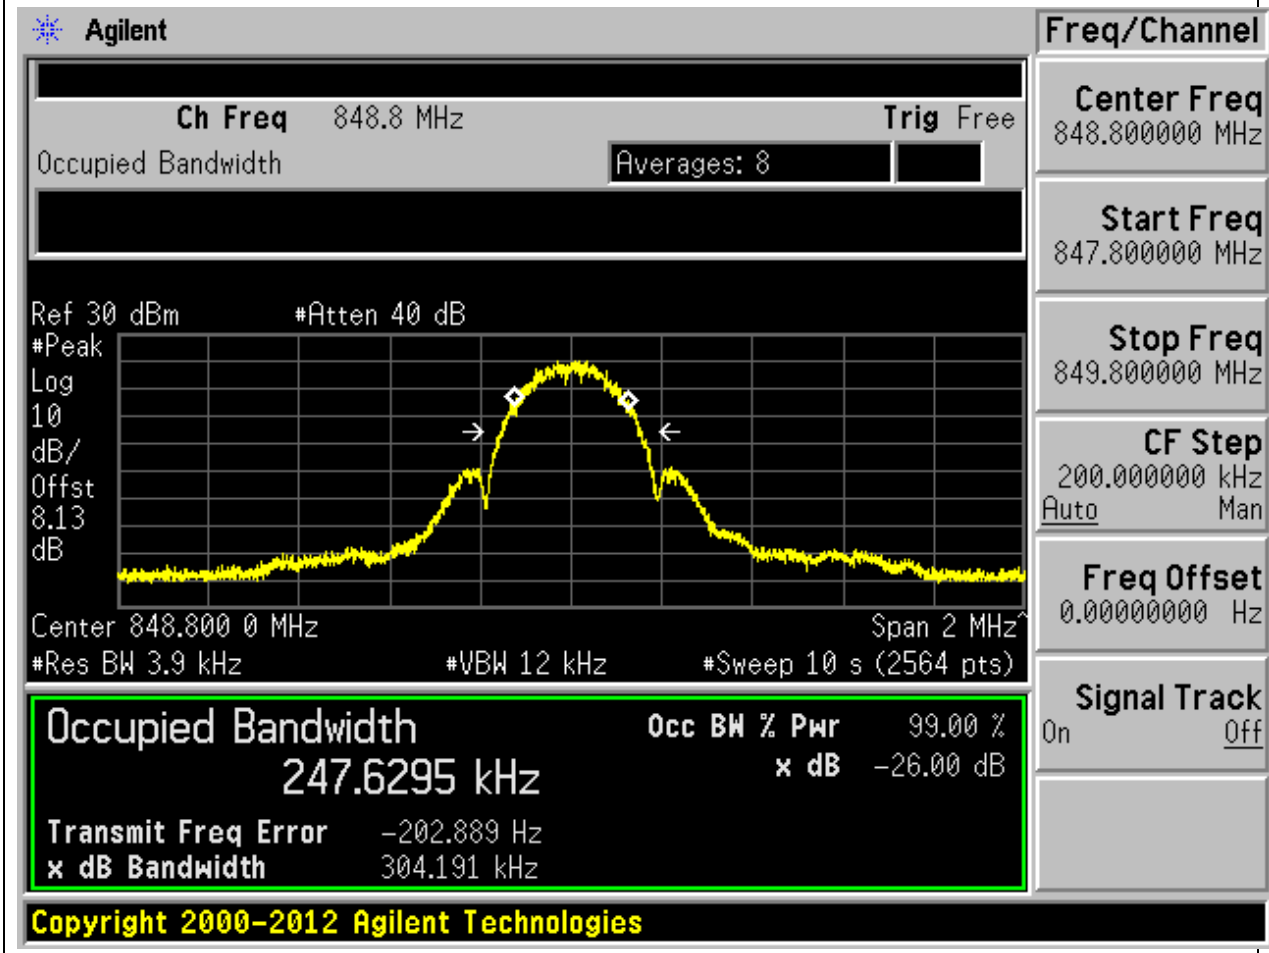 Agilent
Freq/Channel
Ch Freq 848.8 MHz Trig Free
Occupied Bandwidth Averages: 8
Ref 30 dBm #Atten 40 dB
#Peak
Log
10
dB/
Offst
8.13
dB
Center 848.800 0 MHz Span 2 MHz^
#Res BW 3.9 kHz #VBW 12 kHz #Sweep 10 s (2564 pts)
Occupied Bandwidth
247.6295 kHz
Occ BW % Pwr 99.00 %
x dB -26.00 dB
Transmit Freq Error -202.889 Hz
x dB Bandwidth 304.191 kHz
Center Freq
848.800000 MHz
Start Freq
847.800000 MHz
Stop Freq
849.800000 MHz
CF Step
200.000000 kHz
Auto Man
Freq Offset
0.00000000 Hz
Signal Track
On Off
Copyright 2000-2012 Agilent Technologies